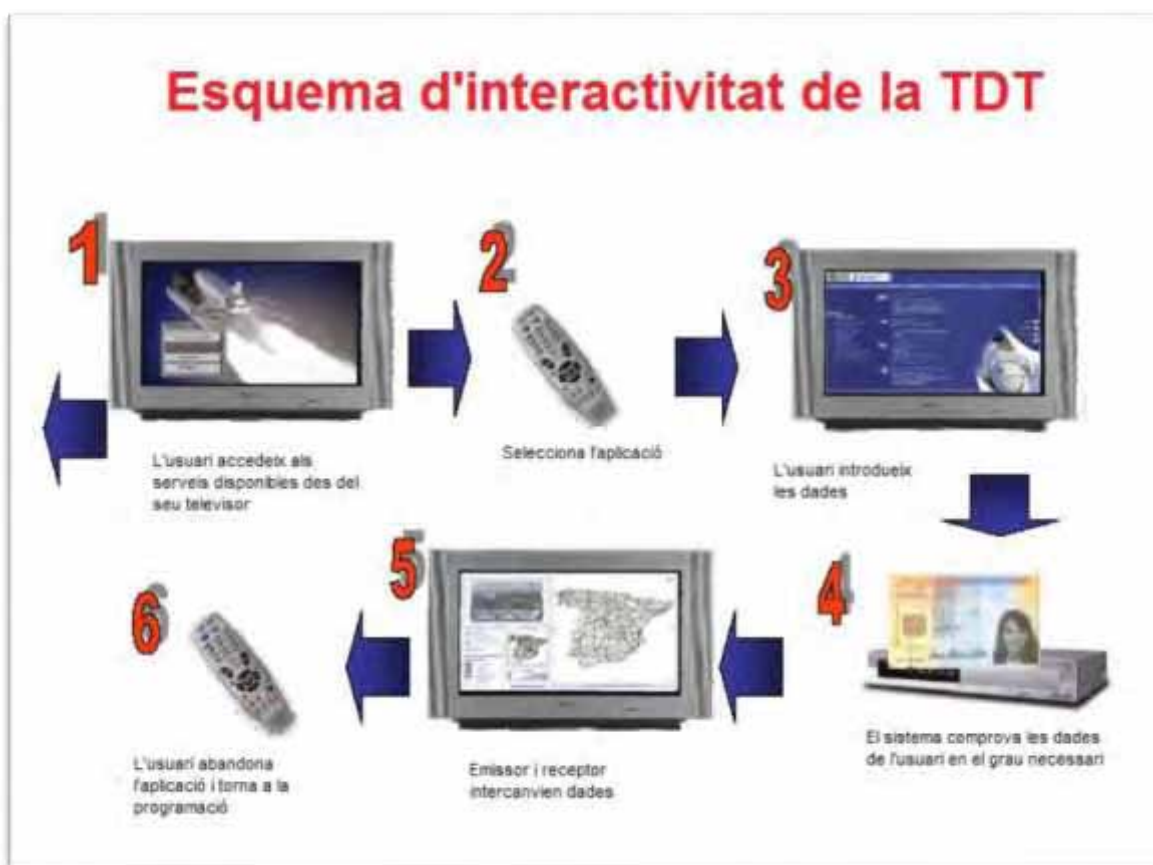 Esquema d'interactivitat de la TDT
1
2
3
L'usuari accedeix als
serveis disponibles des del
seu televisor
Selecciona l'aplicació
L'usuari introdueix
les dades
4
5
6
El sistema comprova les dades
de l'usuari en el grau necessari
Emissor i receptor
intercanvien dades
L'usuari abandona
l'aplicació i torna a la
programació